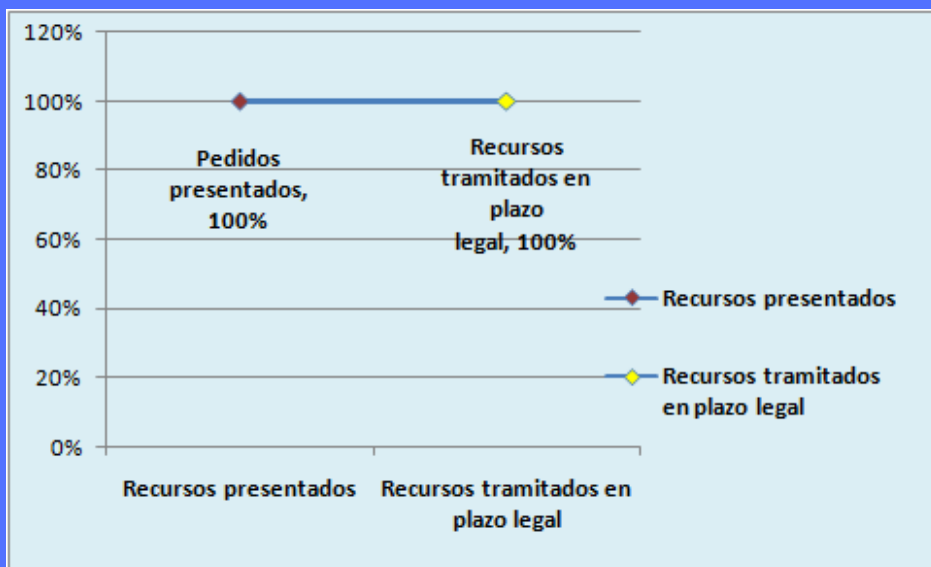 120%
100%
80%
60%
40%
20%
0%
Pedidos
presentados,
100%
Recursos
tramitados en
plazo
legal, 100%
Recursos presentados
Recursos tramitados
en plazo legal
Recursos presentados
Recursos tramitados en
plazo legal